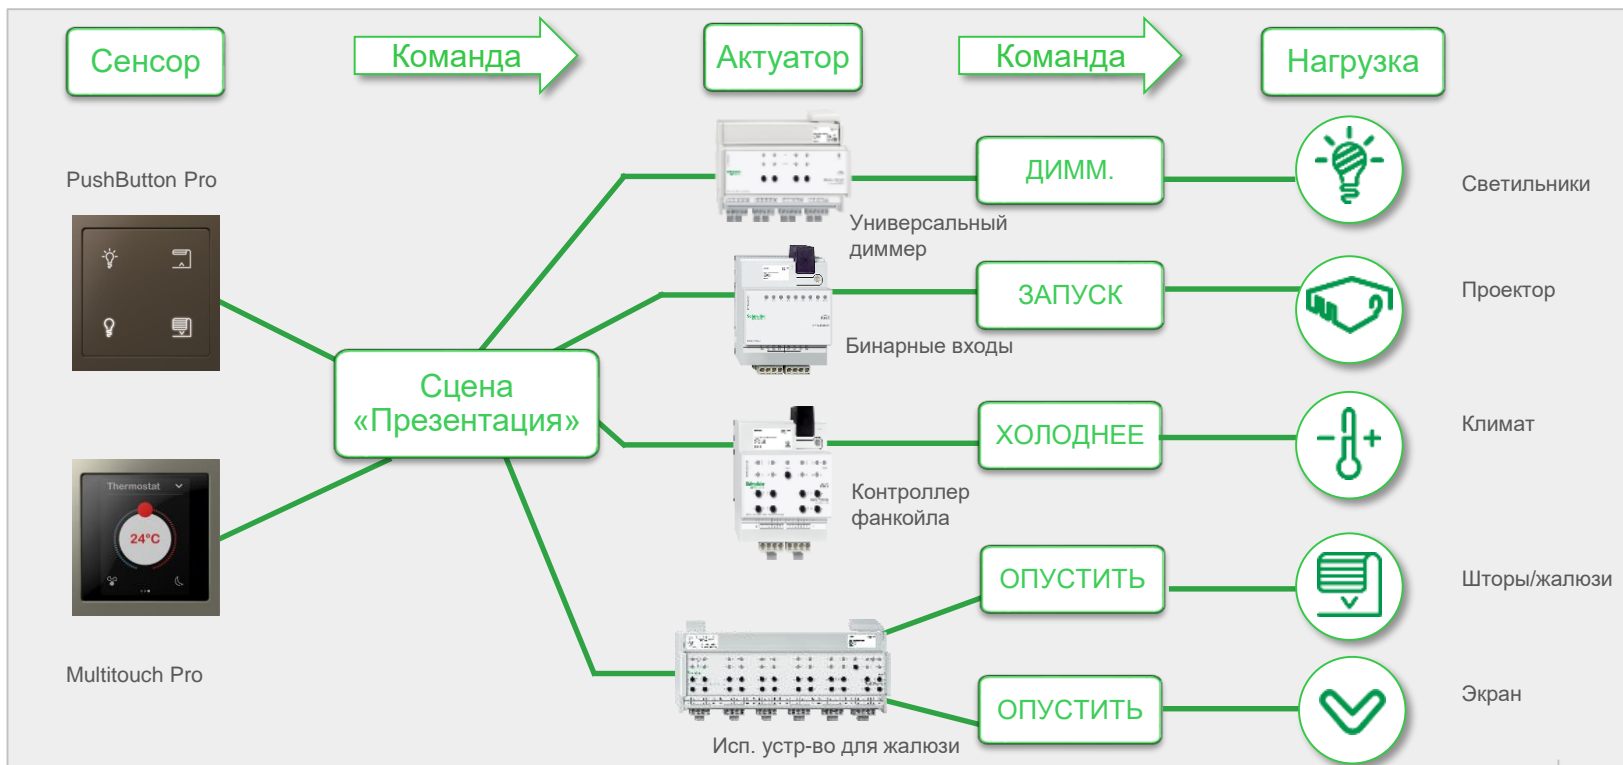 Сенсор
Команда
Актуатор
Команда
Нагрузка
PushButton Pro
ДИММ.
Светильники
Универсальный
диммер
ЗАПУСК
Проектор
Бинарные входы
Сцена
«Презентация»
ХОЛОДНЕЕ
Климат
Thermostat
24°C
Контроллер
фанкойла
ОПУСТИТЬ
Шторы/жалюзи
Multitouch Pro
ОПУСТИТЬ
Экран
Исп. устр-во для жалюзи